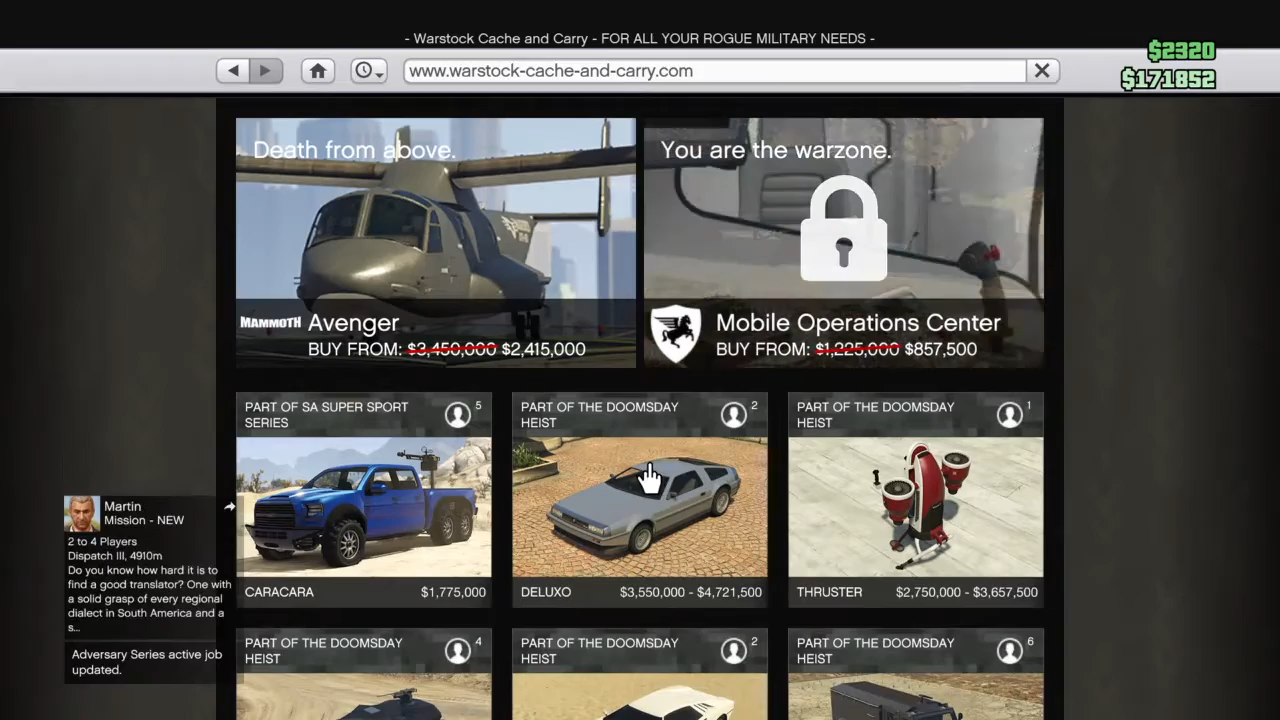 - Warstock Cache and Carry - FOR ALL YOUR ROGUE MILITARY NEEDS -
$2320
www.warstock-cache-and-carry.com
$171852
Death from above.
You are the warzone.
MAMMOTH Avenger
BUY FROM: $3,450,000 $2,415,000
Mobile Operations Center
BUY FROM: $1,225,000 $857,500
PART OF SA SUPER SPORT
SERIES
5
PART OF THE DOOMSDAY
HEIST
2
PART OF THE DOOMSDAY
HEIST
1
CARACARA $1,775,000
DELUXO $3,550,000 - $4,721,500
THRUSTER $2,750,000 - $3,657,500
Martin
Mission - NEW
2 to 4 Players
Dispatch III, 4910m
Do you know how hard it is to
find a good translator? One with
a solid grasp of every regional
dialect in South America and a
s...
Adversary Series active job
updated.
PART OF THE DOOMSDAY
HEIST
4
PART OF THE DOOMSDAY
HEIST
2
PART OF THE DOOMSDAY
HEIST
6